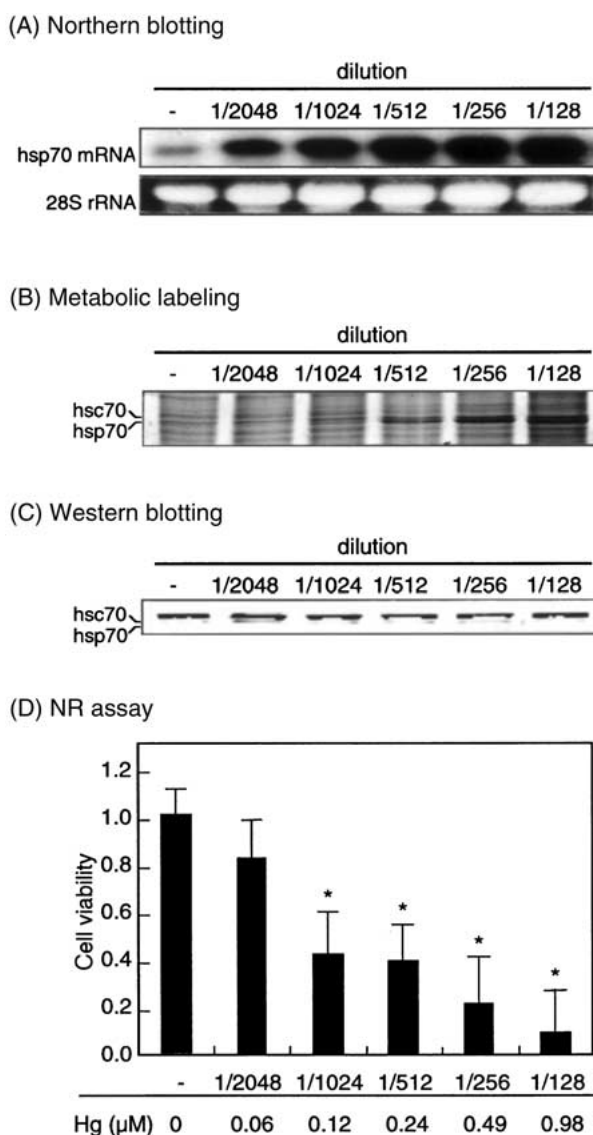 (A) Northern blotting
dilution
- 1/2048 1/1024 1/512 1/256 1/128
hsp70 mRNA
28S rRNA
(B) Metabolic labeling
dilution
- 1/2048 1/1024 1/512 1/256 1/128
hsc70
hsp70
(C) Western blotting
dilution
- 1/2048 1/1024 1/512 1/256 1/128
hsc70
hsp70
(D) NR assay
Cell viability
1.2
1.0
0.8
0.6
0.4
0.2
0.0
* * * *
- 1/2048 1/1024 1/512 1/256 1/128
Hg (μM) 0 0.06 0.12 0.24 0.49 0.98